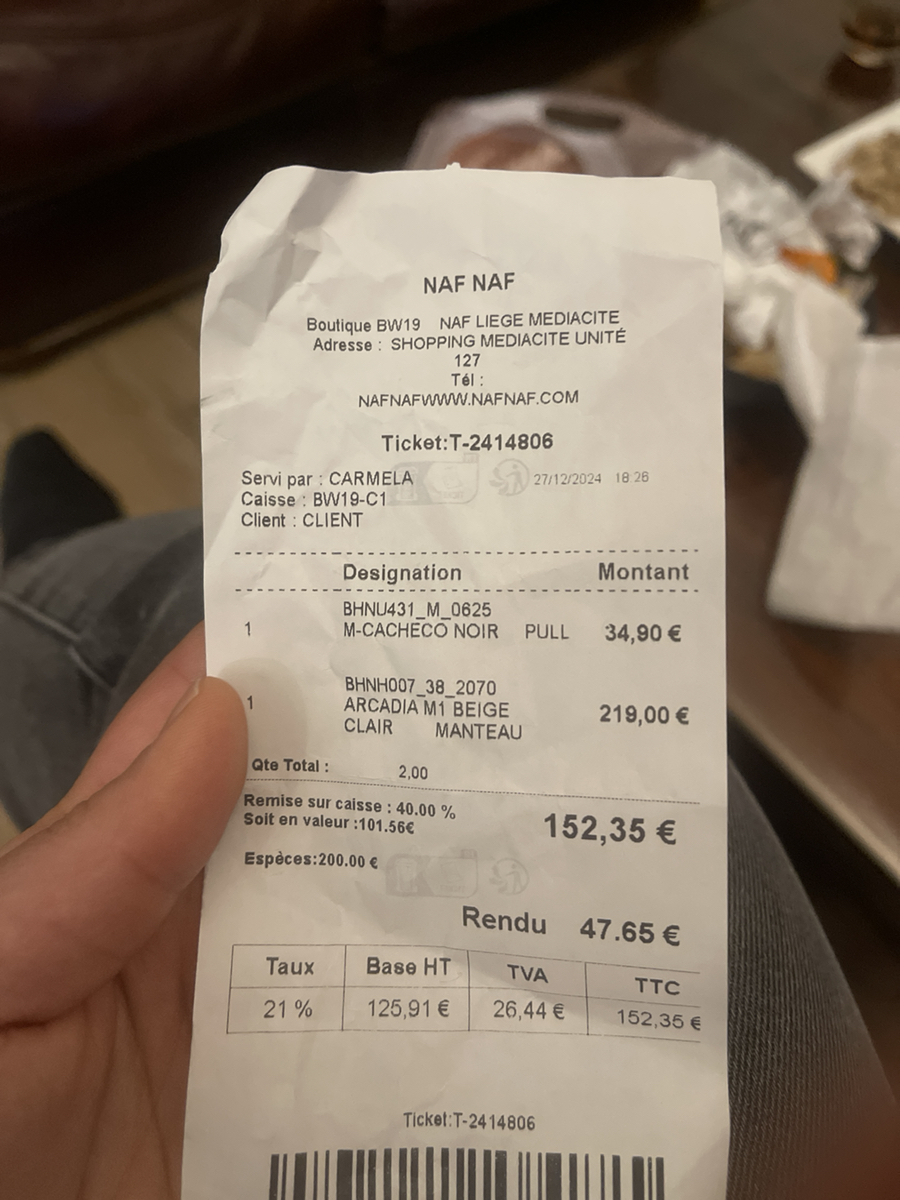 NAF NAF
Boutique BW19 NAF LIEGE MEDIACITE
Adresse : SHOPPING MEDIACITE UNITÉ
127
Tél :
NAFNAFWWW.NAFNAF.COM
Ticket:T-2414806
Servi par : CARMELA 27/12/2024 18:26
Caisse : BW19-C1
Client : CLIENT
Designation Montant
BHNU431_M_0625
1 M-CACHECO NOIR PULL 34,90 €
BHNH007_38_2070
1 ARCADIA M1 BEIGE 219,00 €
CLAIR MANTEAU
Qte Total : 2,00
Remise sur caisse : 40.00 %
Soit en valeur :101.56€ 152,35 €
Espèces:200.00 €
Rendu 47.65 €
Taux Base HT TVA TTC
21 % 125,91 € 26,44 € 152,35 €
Ticket:T-2414806